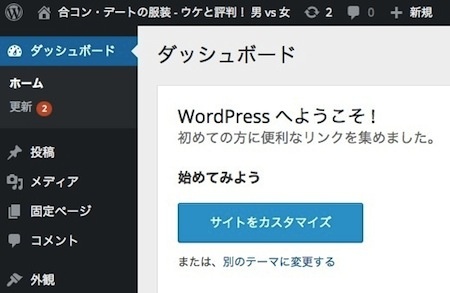 合コン・デートの服装 - ウケと評判！ 男 vs 女 2 0 + 新規
ダッシュボード
ホーム
更新 2
投稿
メディア
固定ページ
コメント
外観
ダッシュボード
WordPress へようこそ！
初めての方に便利なリンクを集めました。
始めてみよう
サイトをカスタマイズ
または、別のテーマに変更する